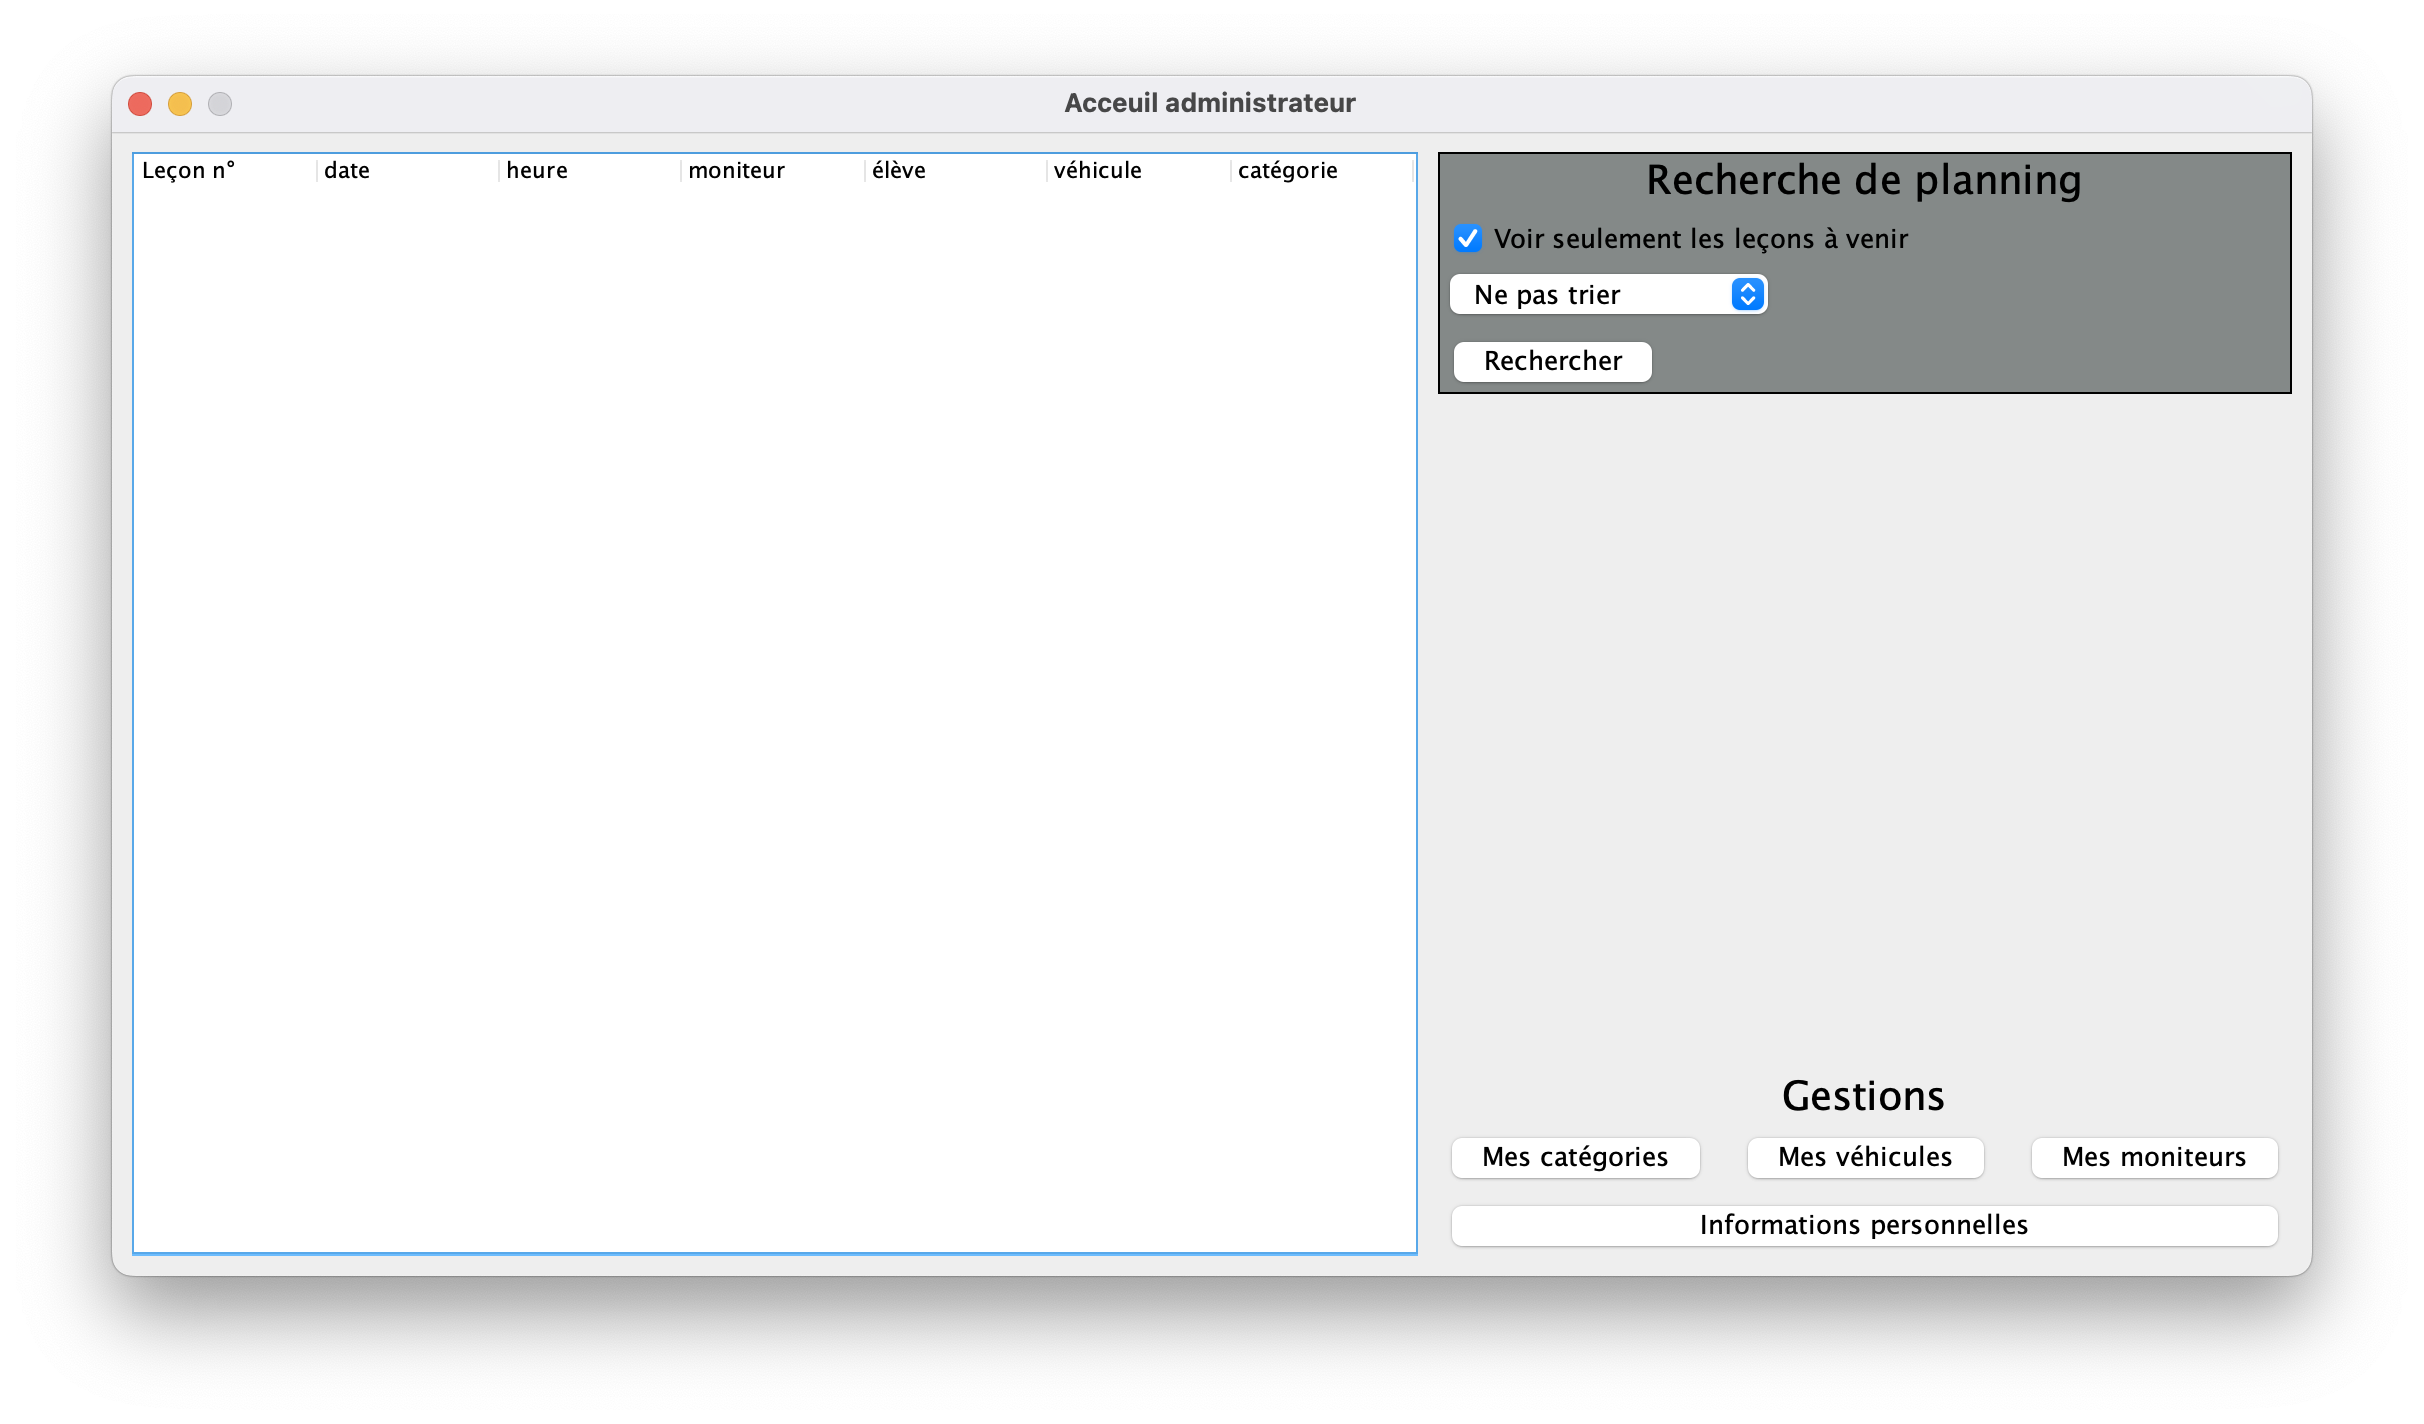 Acceuil administrateur
Leçon n° date heure moniteur élève véhicule catégorie
Recherche de planning
Voir seulement les leçons à venir
Ne pas trier
Rechercher
Gestions
Mes catégories Mes véhicules Mes moniteurs
Informations personnelles